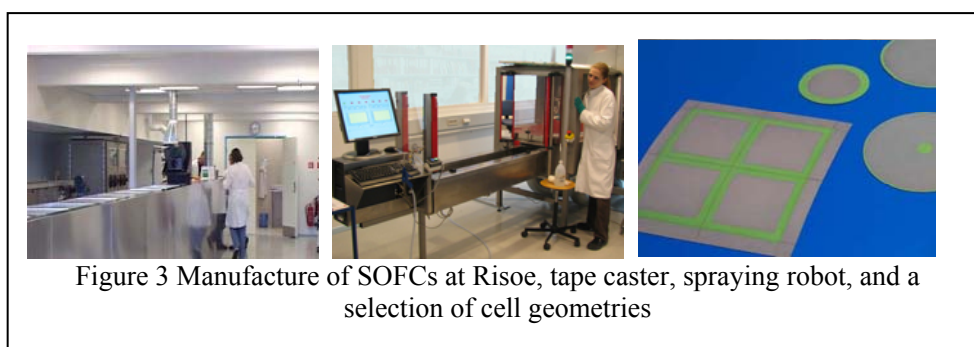 Figure 3 Manufacture of SOFCs at Risoe, tape caster, spraying robot, and a
selection of cell geometries